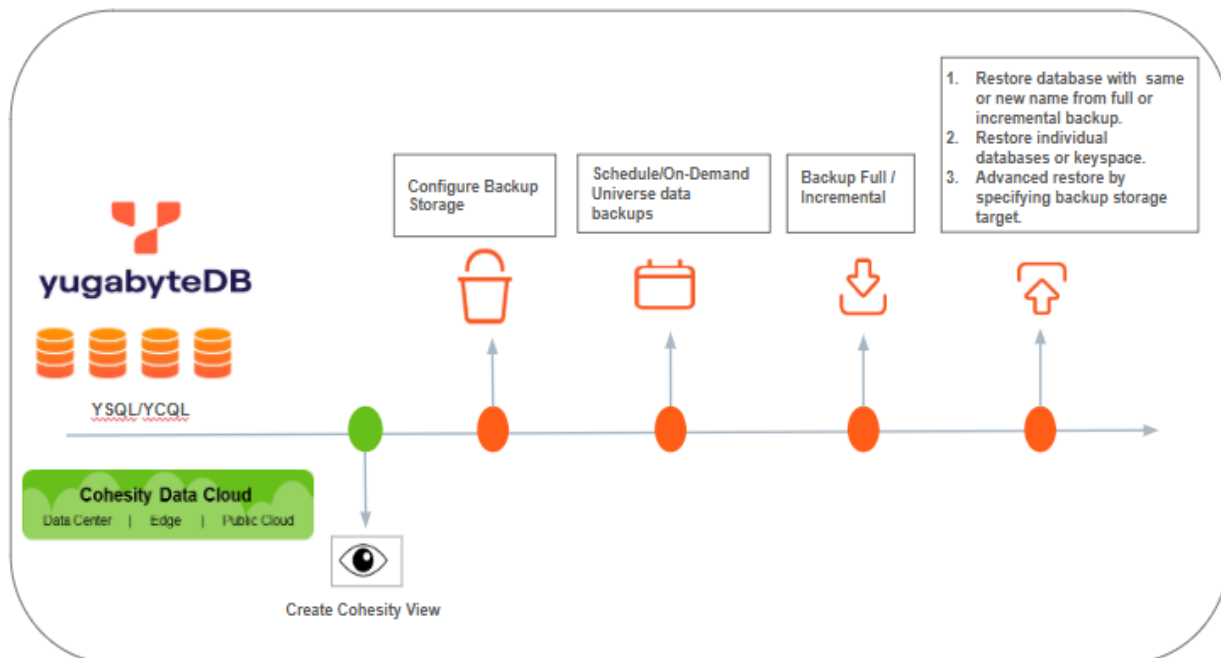 1. Restore database with same
or new name from full or
incremental backup.
2. Restore individual
databases or keyspace.
3. Advanced restore by
specifying backup storage
target.
Configure Backup
Storage
Schedule/On-Demand
Universe data
backups
Backup Full /
Incremental
yugabyteDB
YSQL/YCQL
Cohesity Data Cloud
Data Center | Edge | Public Cloud
Create Cohesity View